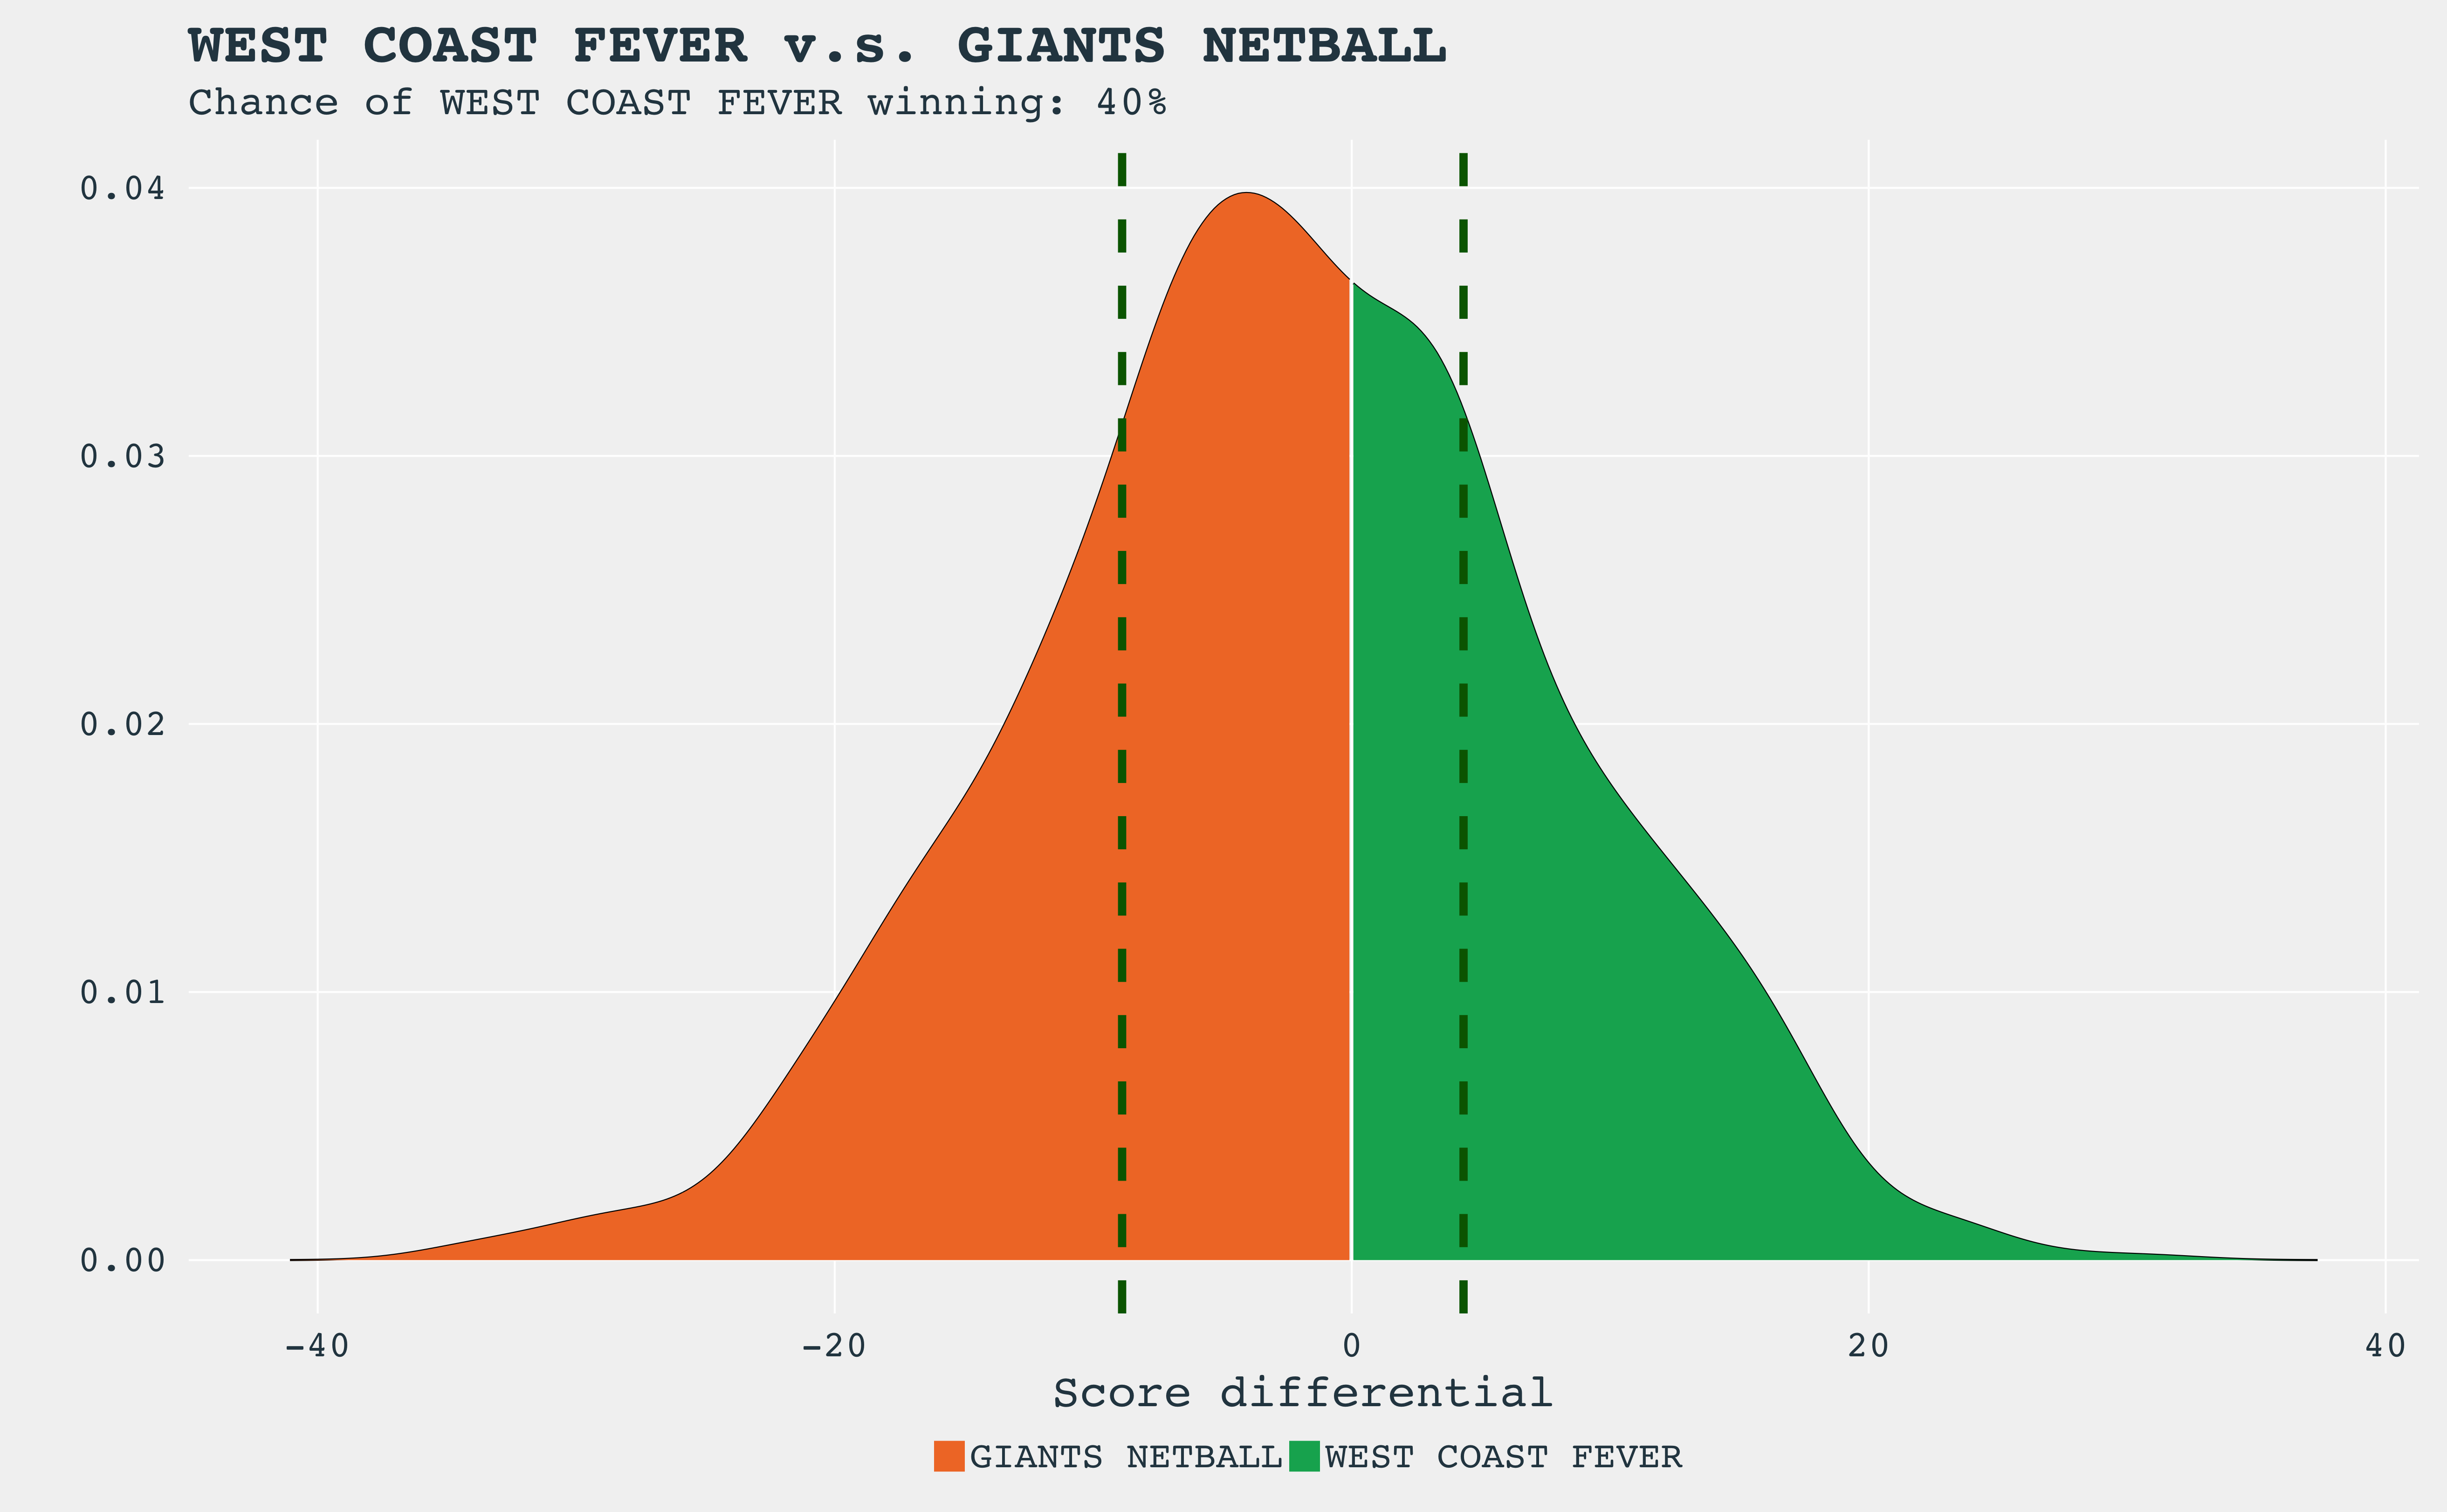 WEST COAST FEVER v.s. GIANTS NETBALL
Chance of WEST COAST FEVER winning: 40%
0.04
0.03
0.02
0.01
0.00
-40 -20 0 20 40
Score differential
GIANTS NETBALL WEST COAST FEVER